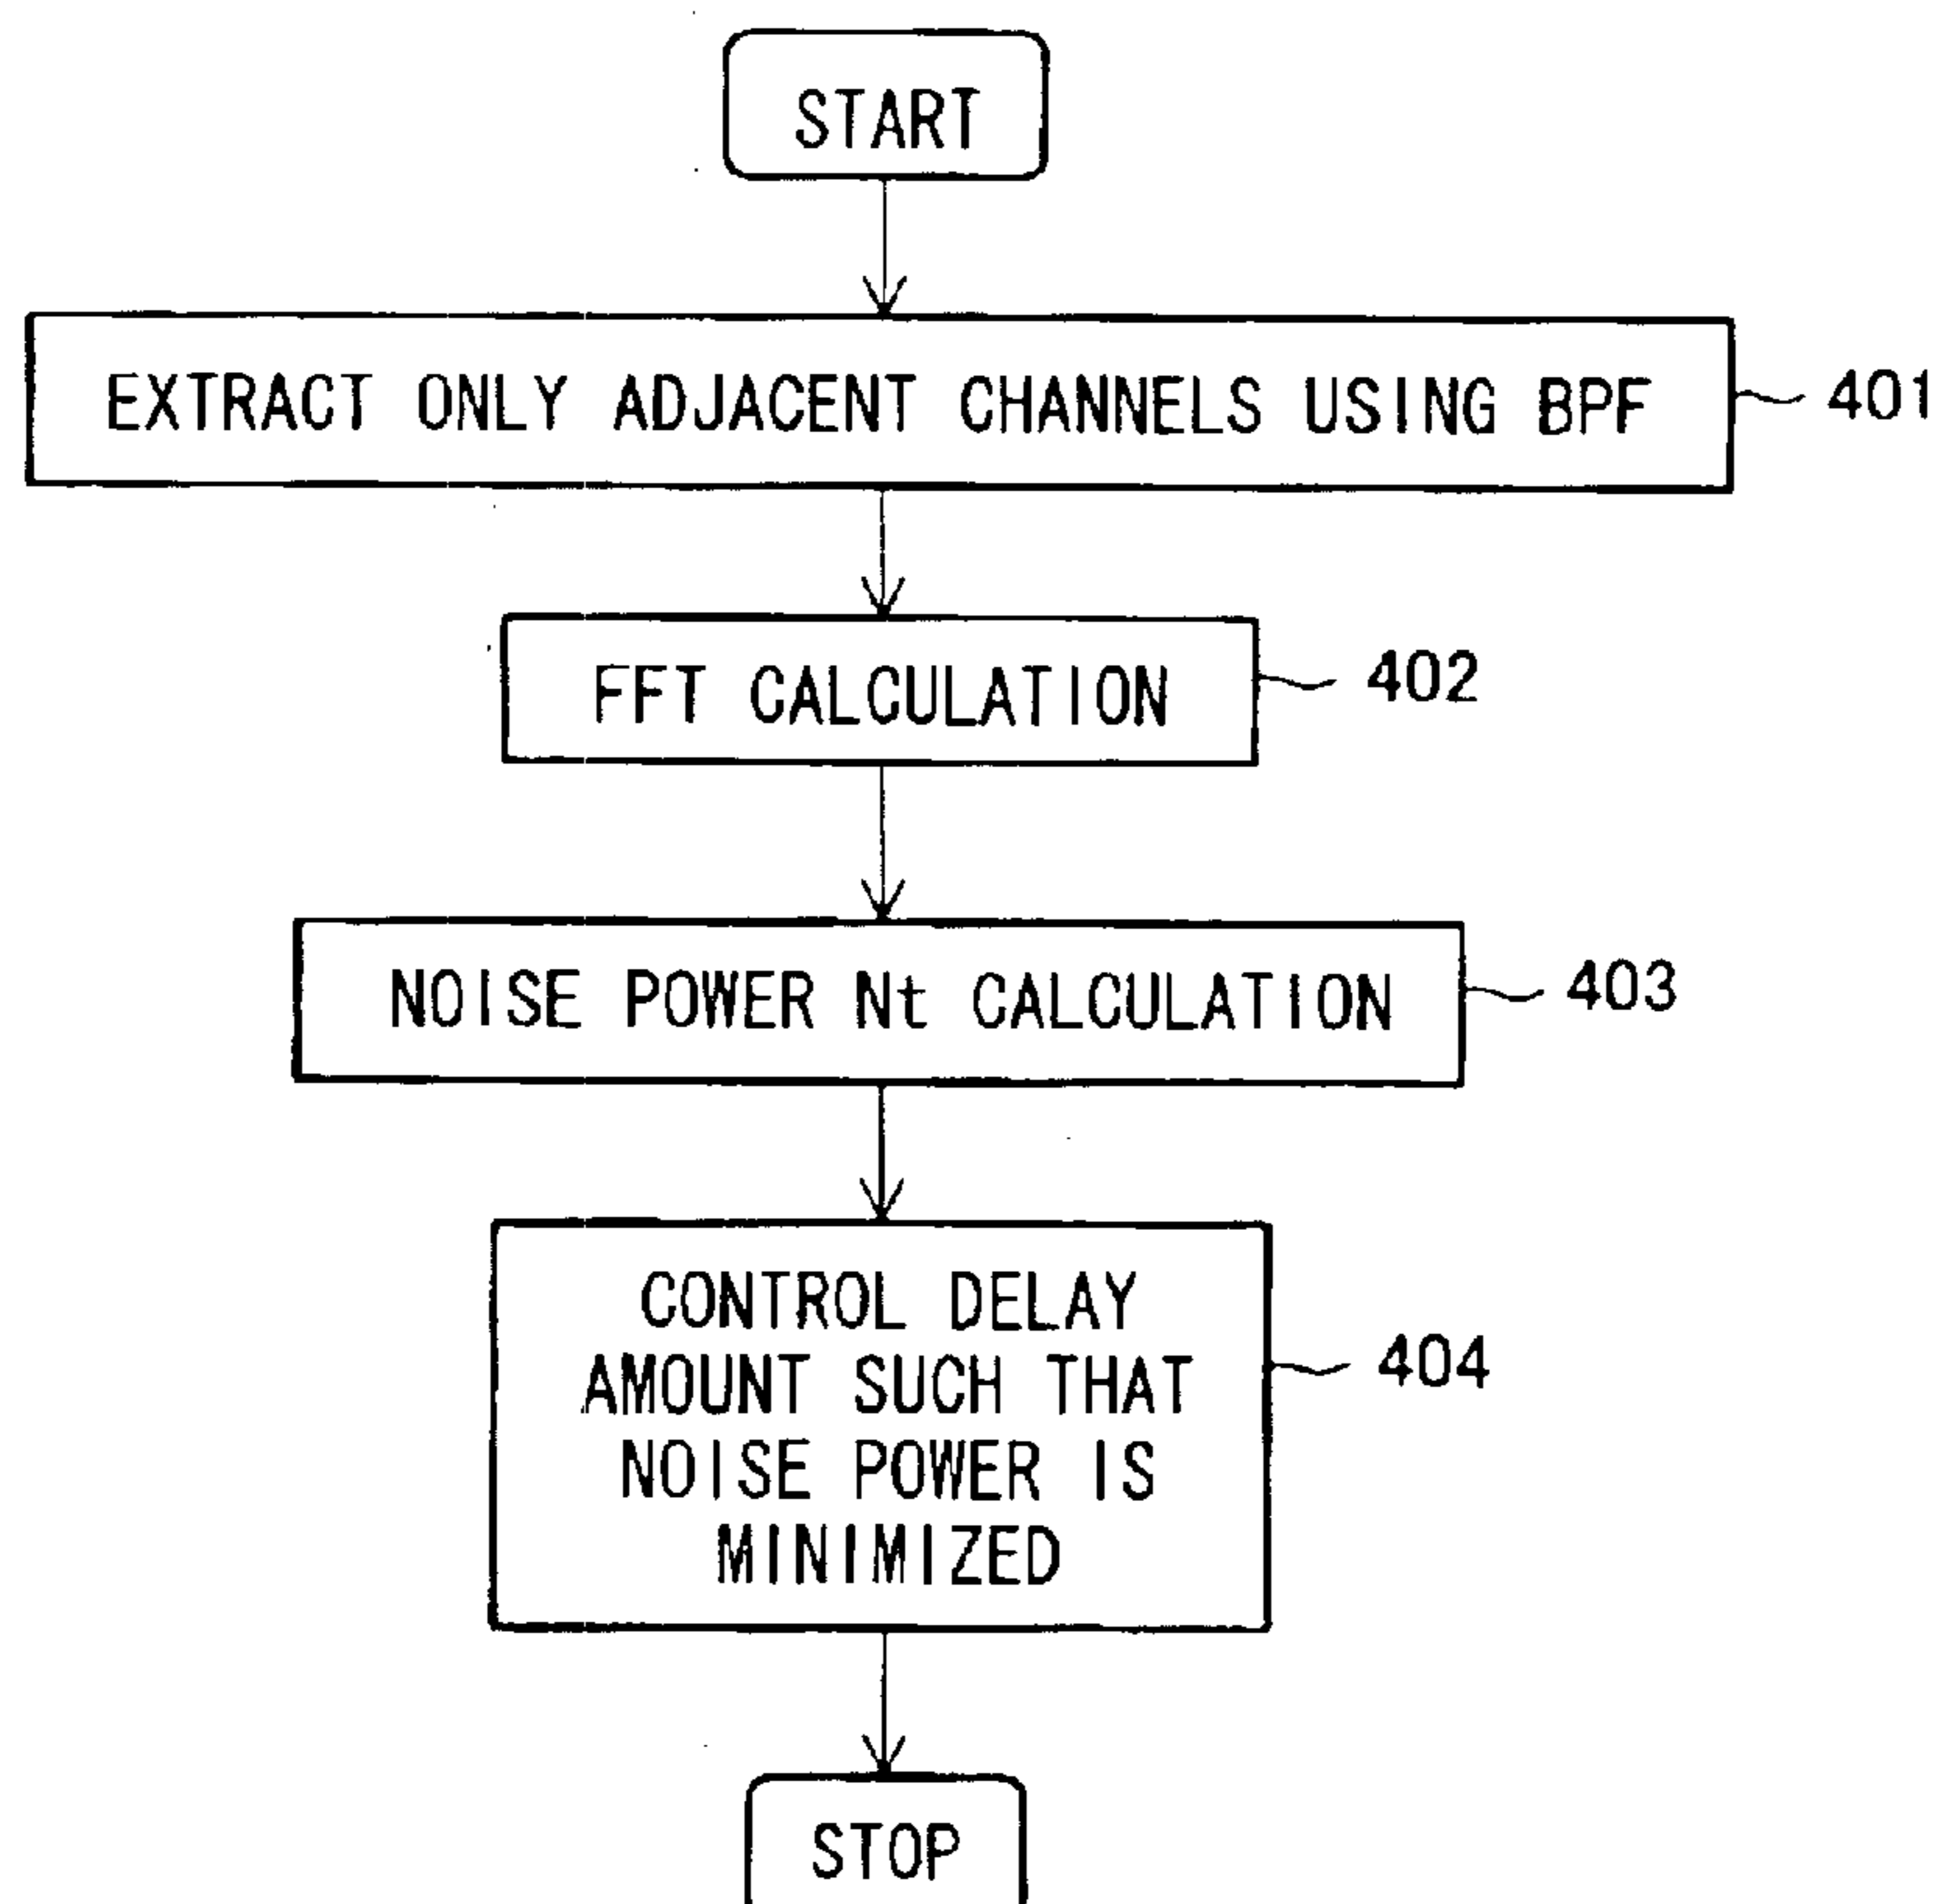 START
EXTRACT ONLY ADJACENT CHANNELS USING BPF
401
FFT CALCULATION
402
NOISE POWER Nt CALCULATION
403
CONTROL DELAY
AMOUNT SUCH THAT
NOISE POWER IS
MINIMIZED
404
STOP